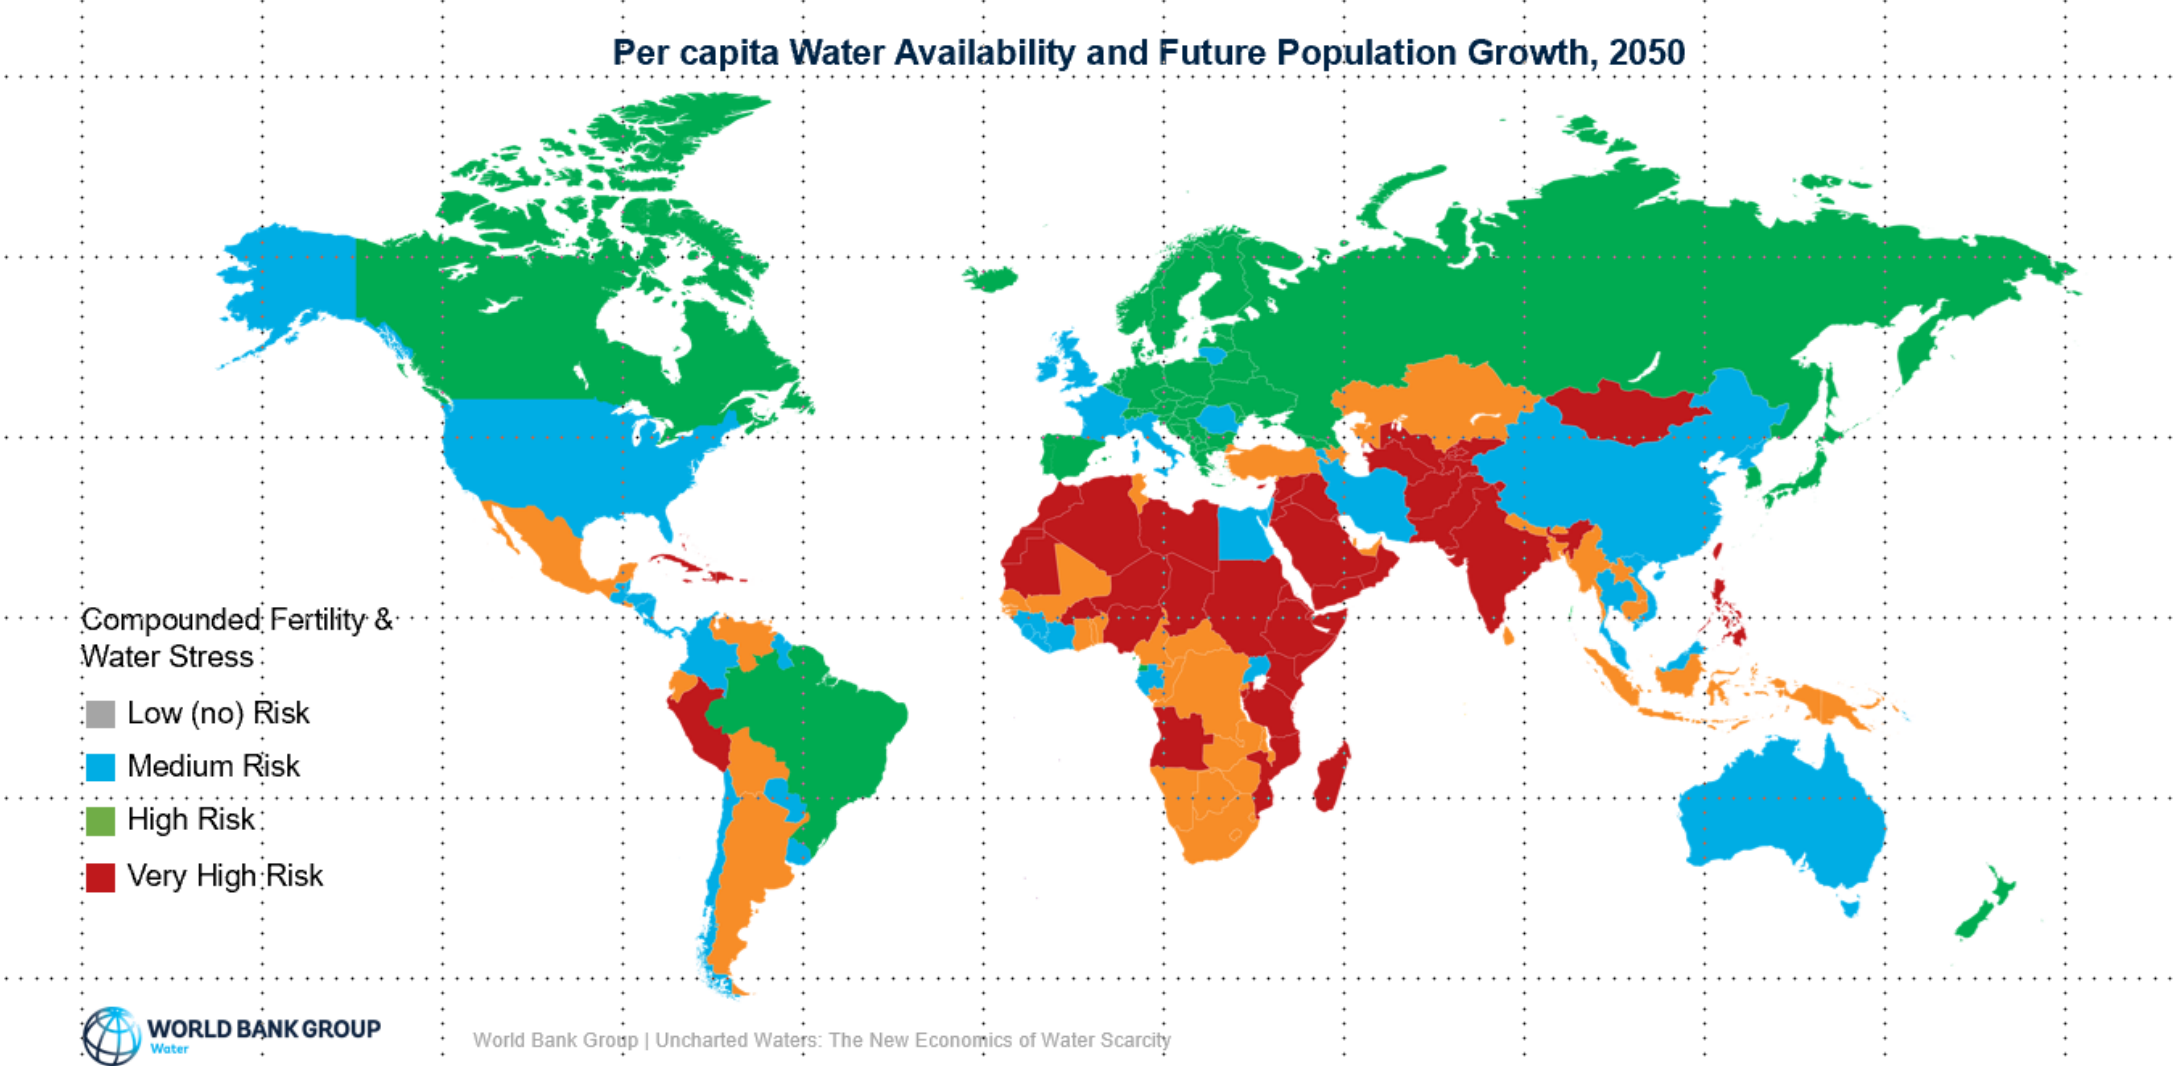 Per capita Water Availability and Future Population Growth, 2050
Compounded Fertility &
Water Stress
Low (no) Risk
Medium Risk
High Risk
Very High Risk
WORLD BANK GROUP
Water
World Bank Group | Uncharted Waters: The New Economics of Water Scarcity